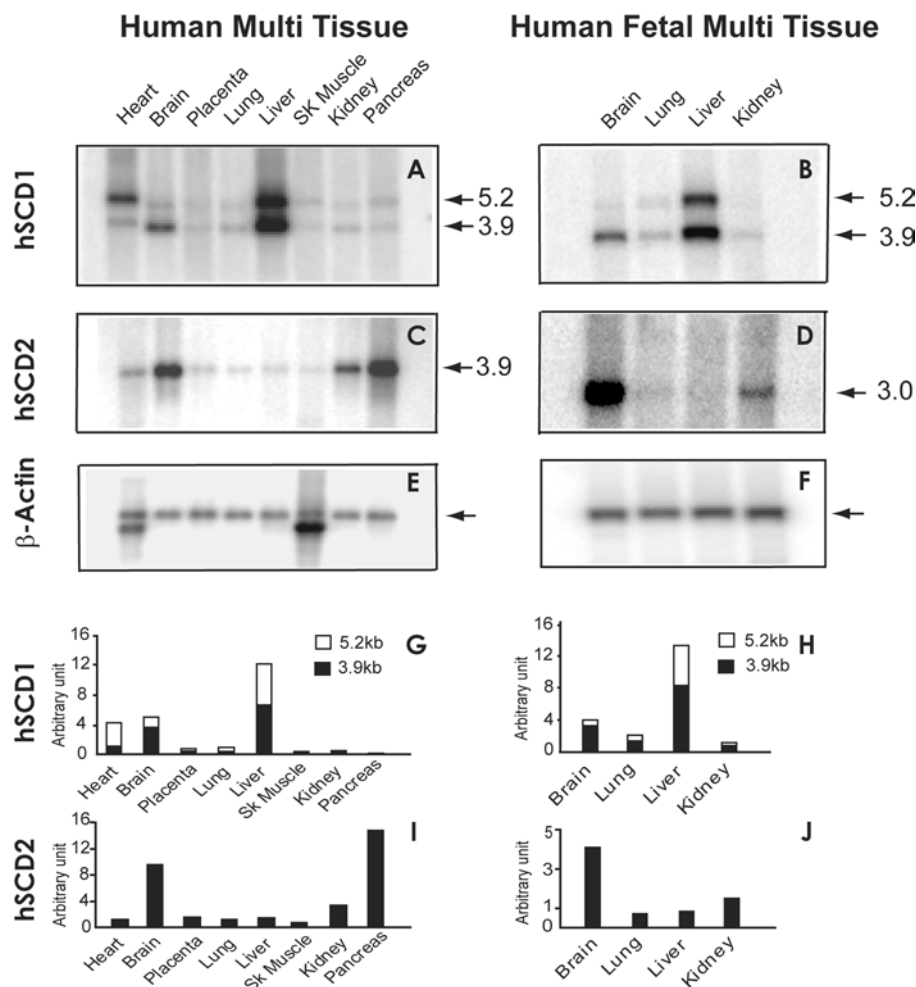 Human Multi Tissue
Human Fetal Multi Tissue
Heart
Brain
Placenta
Lung
Liver
SK Muscle
Kidney
Pancreas
Brain
Lung
Liver
Kidney
hSCD1
A
5.2
3.9
B
5.2
3.9
hSCD2
C
3.9
D
3.0
β-Actin
E
F
hSCD1
Arbitrary unit
16
12
8
4
0
5.2kb
3.9kb
G
Heart
Brain
Placenta
Lung
Liver
Sk Muscle
Kidney
Pancreas
Arbitrary unit
16
12
8
4
0
5.2kb
3.9kb
H
Brain
Lung
Liver
Kidney
hSCD2
Arbitrary unit
16
12
8
4
0
I
Heart
Brain
Placenta
Lung
Liver
Sk Muscle
Kidney
Pancreas
Arbitrary unit
5
3
1
0
J
Brain
Lung
Liver
Kidney